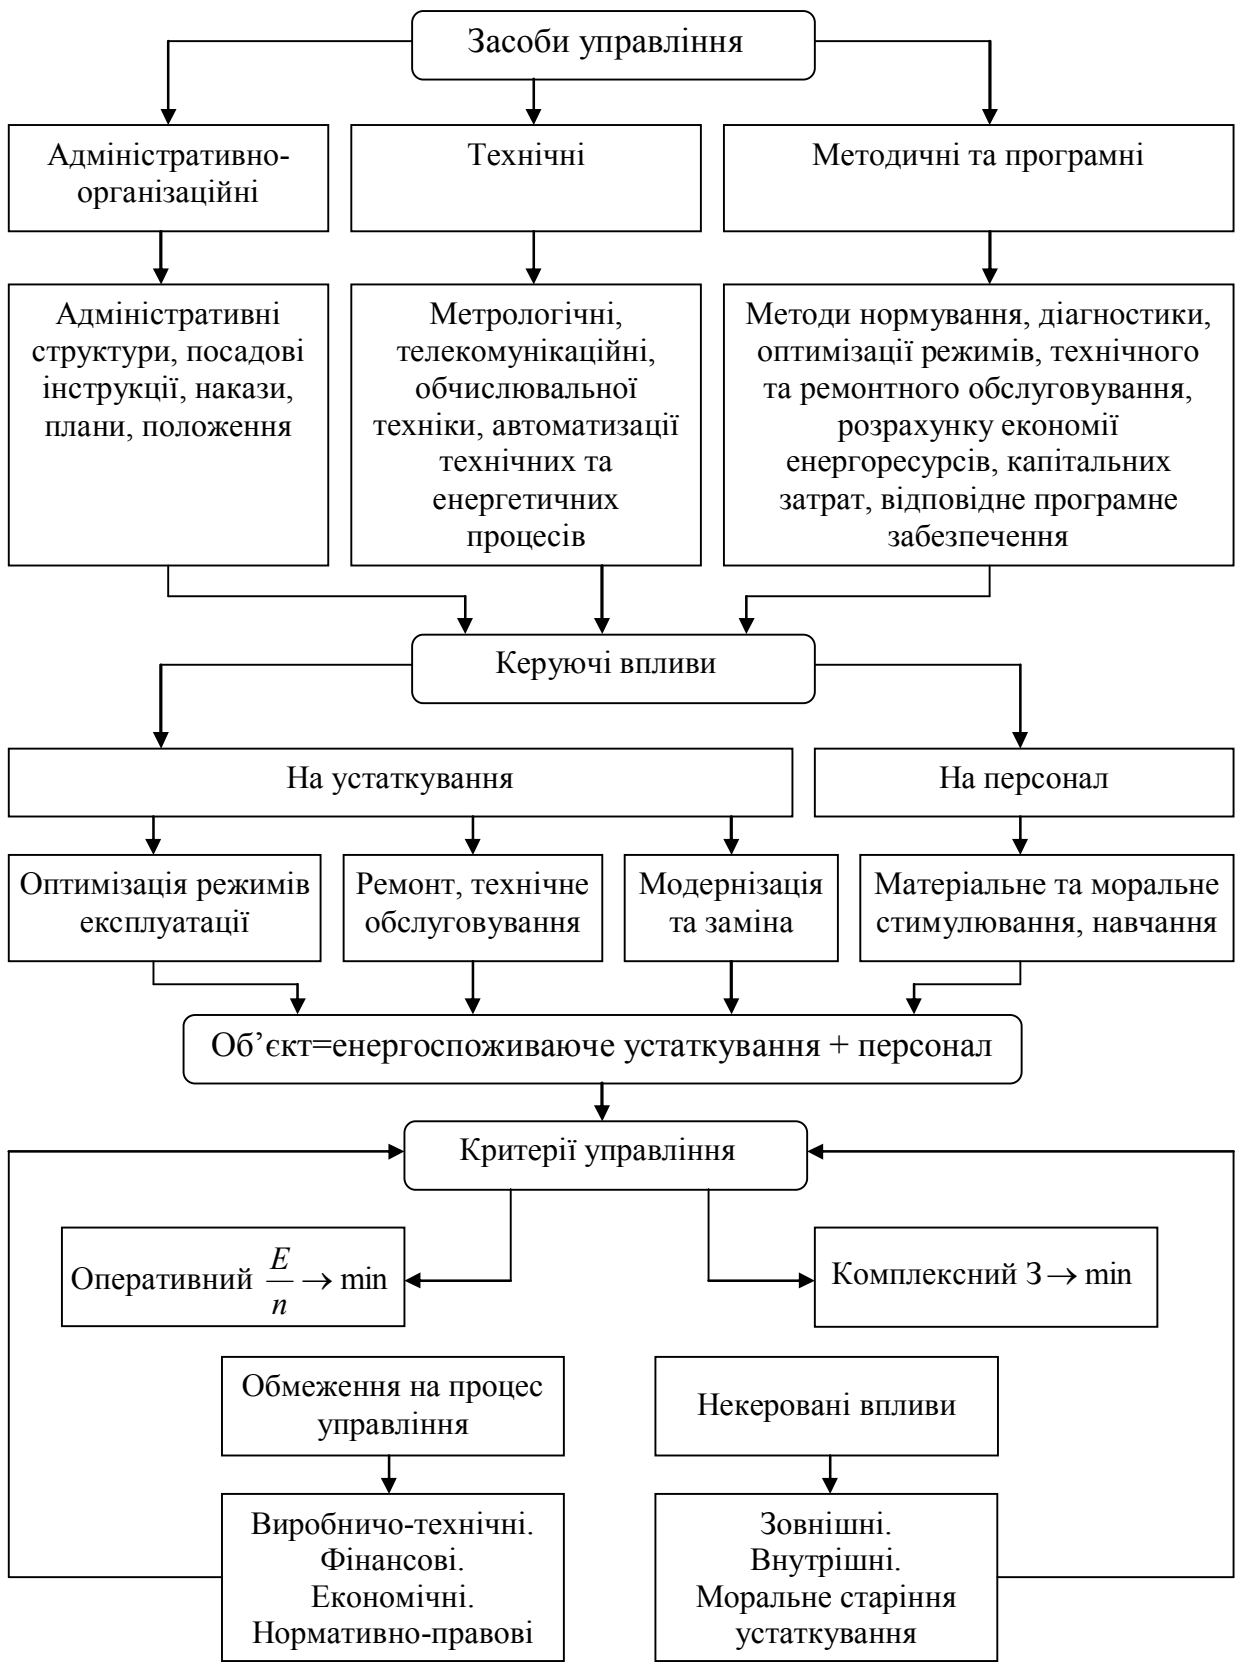 Засоби управління
Адміністративно-
організаційні
Технічні
Методичні та програмні
Адміністративні
структури, посадові
інструкції, накази,
плани, положення
Метрологічні,
телекомунікаційні,
обчислювальної
техніки, автоматизації
технічних та
енергетичних
процесів
Методи нормування, діагностики,
оптимізації режимів, технічного
та ремонтного обслуговування,
розрахунку економії
енергоресурсів, капітальних
затрат, відповідне програмне
забезпечення
Керуючі впливи
На устаткування
На персонал
Оптимізація режимів
експлуатації
Ремонт, технічне
обслуговування
Модернізація
та заміна
Матеріальне та моральне
стимулювання, навчання
Об’єкт=енергоспоживаюче устаткування + персонал
Критерії управління
Оперативний E/n → min
Комплексний З → min
Обмеження на процес
управління
Некеровані впливи
Виробничо-технічні.
Фінансові.
Економічні.
Нормативно-правові
Зовнішні.
Внутрішні.
Моральне старіння
устаткування